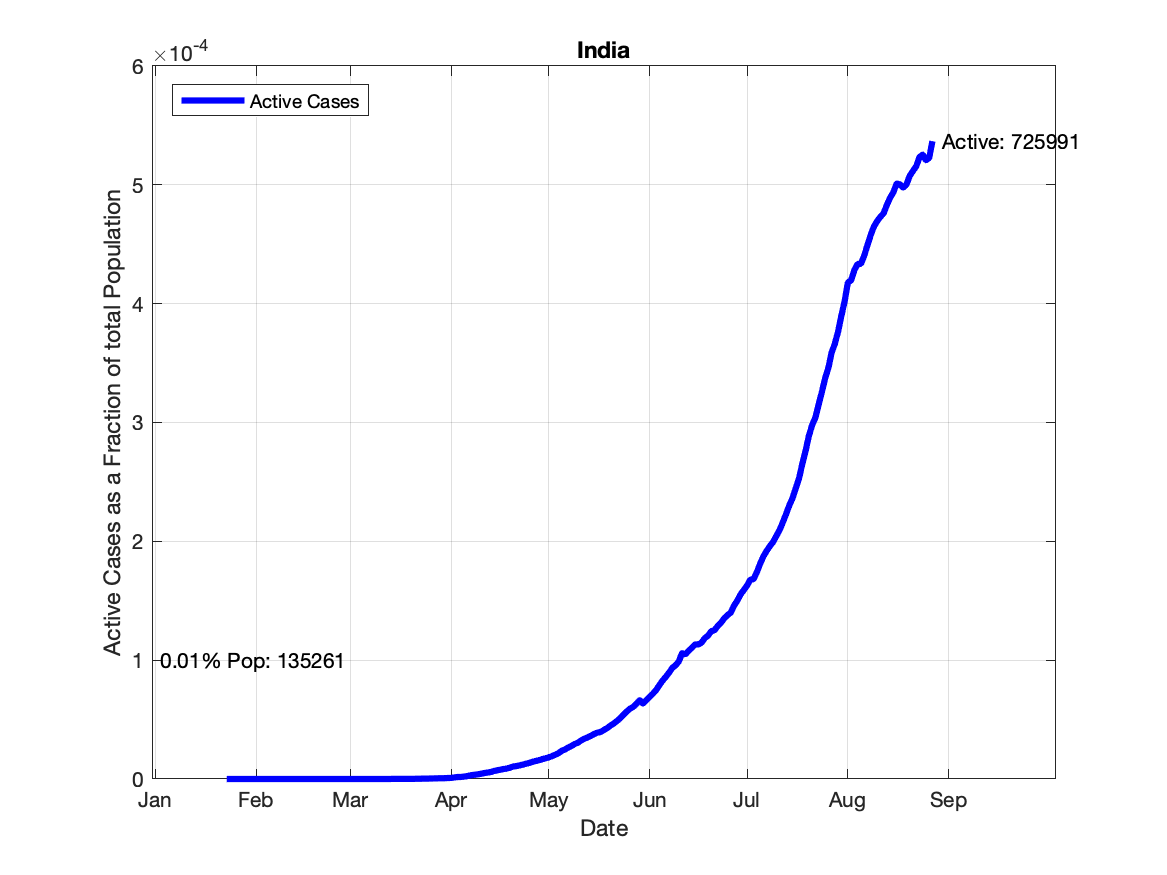 India
×10-4
6
5
4
3
2
1
0
Active Cases as a Fraction of total Population
Active Cases
Active: 725991
0.01% Pop: 135261
Jan Feb Mar Apr May Jun Jul Aug Sep
Date